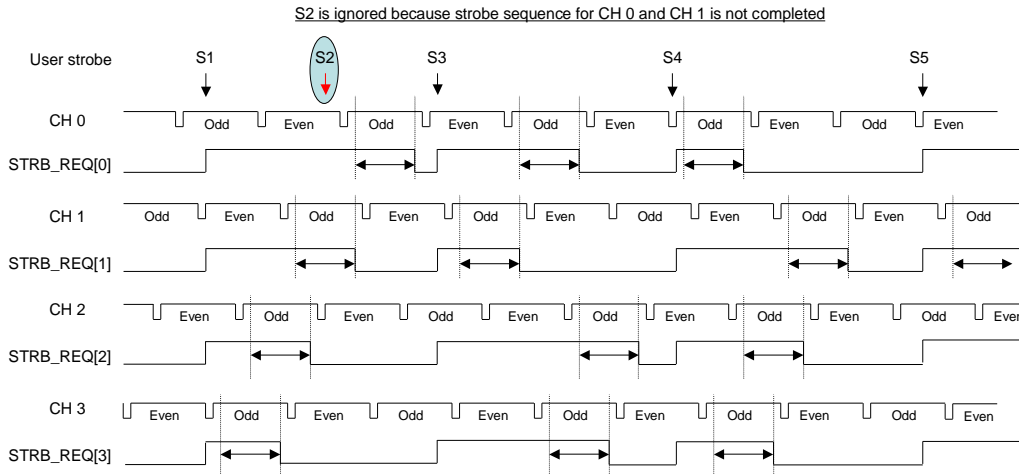 S2 is ignored because strobe sequence for CH 0 and CH 1 is not completed
User strobe S1 S2 S3 S4 S5
CH 0 Odd Even Odd Even Odd Even Odd Even Odd Even
STRB_REQ[0]
CH 1 Odd Even Odd Even Odd Even Odd Even Odd Even Odd
STRB_REQ[1]
CH 2 Even Odd Even Odd Even Odd Even Odd Even Odd Even
STRB_REQ[2]
CH 3 Even Odd Even Odd Even Odd Even Odd Even Odd Even
STRB_REQ[3]